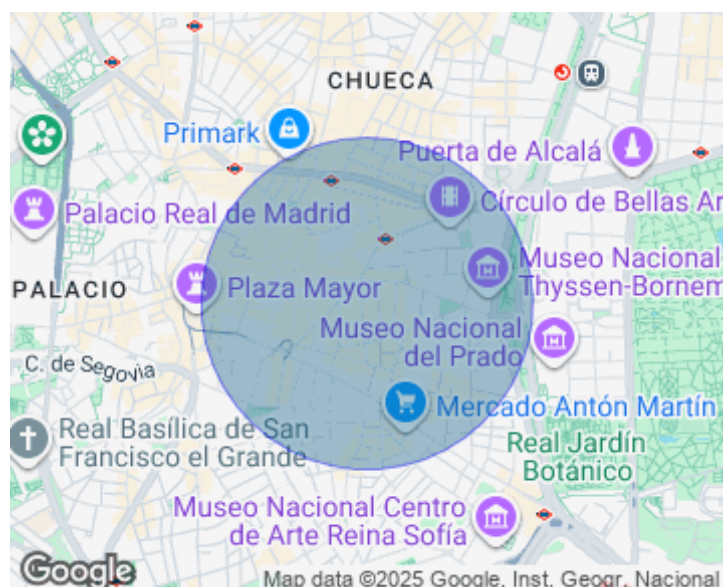 CHUECA
Primark
Puerta de Alcalá
Palacio Real de Madrid
Círculo de Bellas Ar
Museo Nacional
Thyssen-Bornem
PALACIO
Plaza Mayor
Museo Nacional
del Prado
C. de Segovia
Mercado Antón Martín
Real Basílica de San
Francisco el Grande
Real Jardín
Botánico
Museo Nacional Centro
de Arte Reina Sofía
Google
Map data ©2025 Google, Inst. Geogr. Nacional